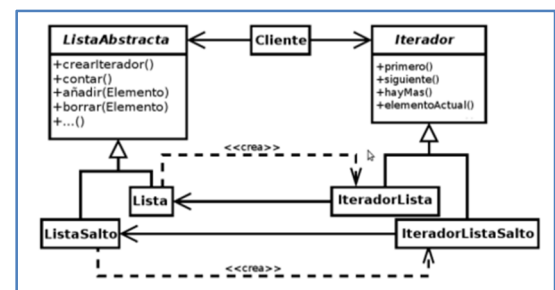 ListaAbstracta
+crearIterador()
+contar()
+añadir(Elemento)
+borrar(Elemento)
+...()
Cliente
Iterador
+primero()
+siguiente()
+hayMas()
+elementoActual()
<<crea>>
Lista
IteradorLista
ListaSalto
IteradorListaSalto
<<crea>>